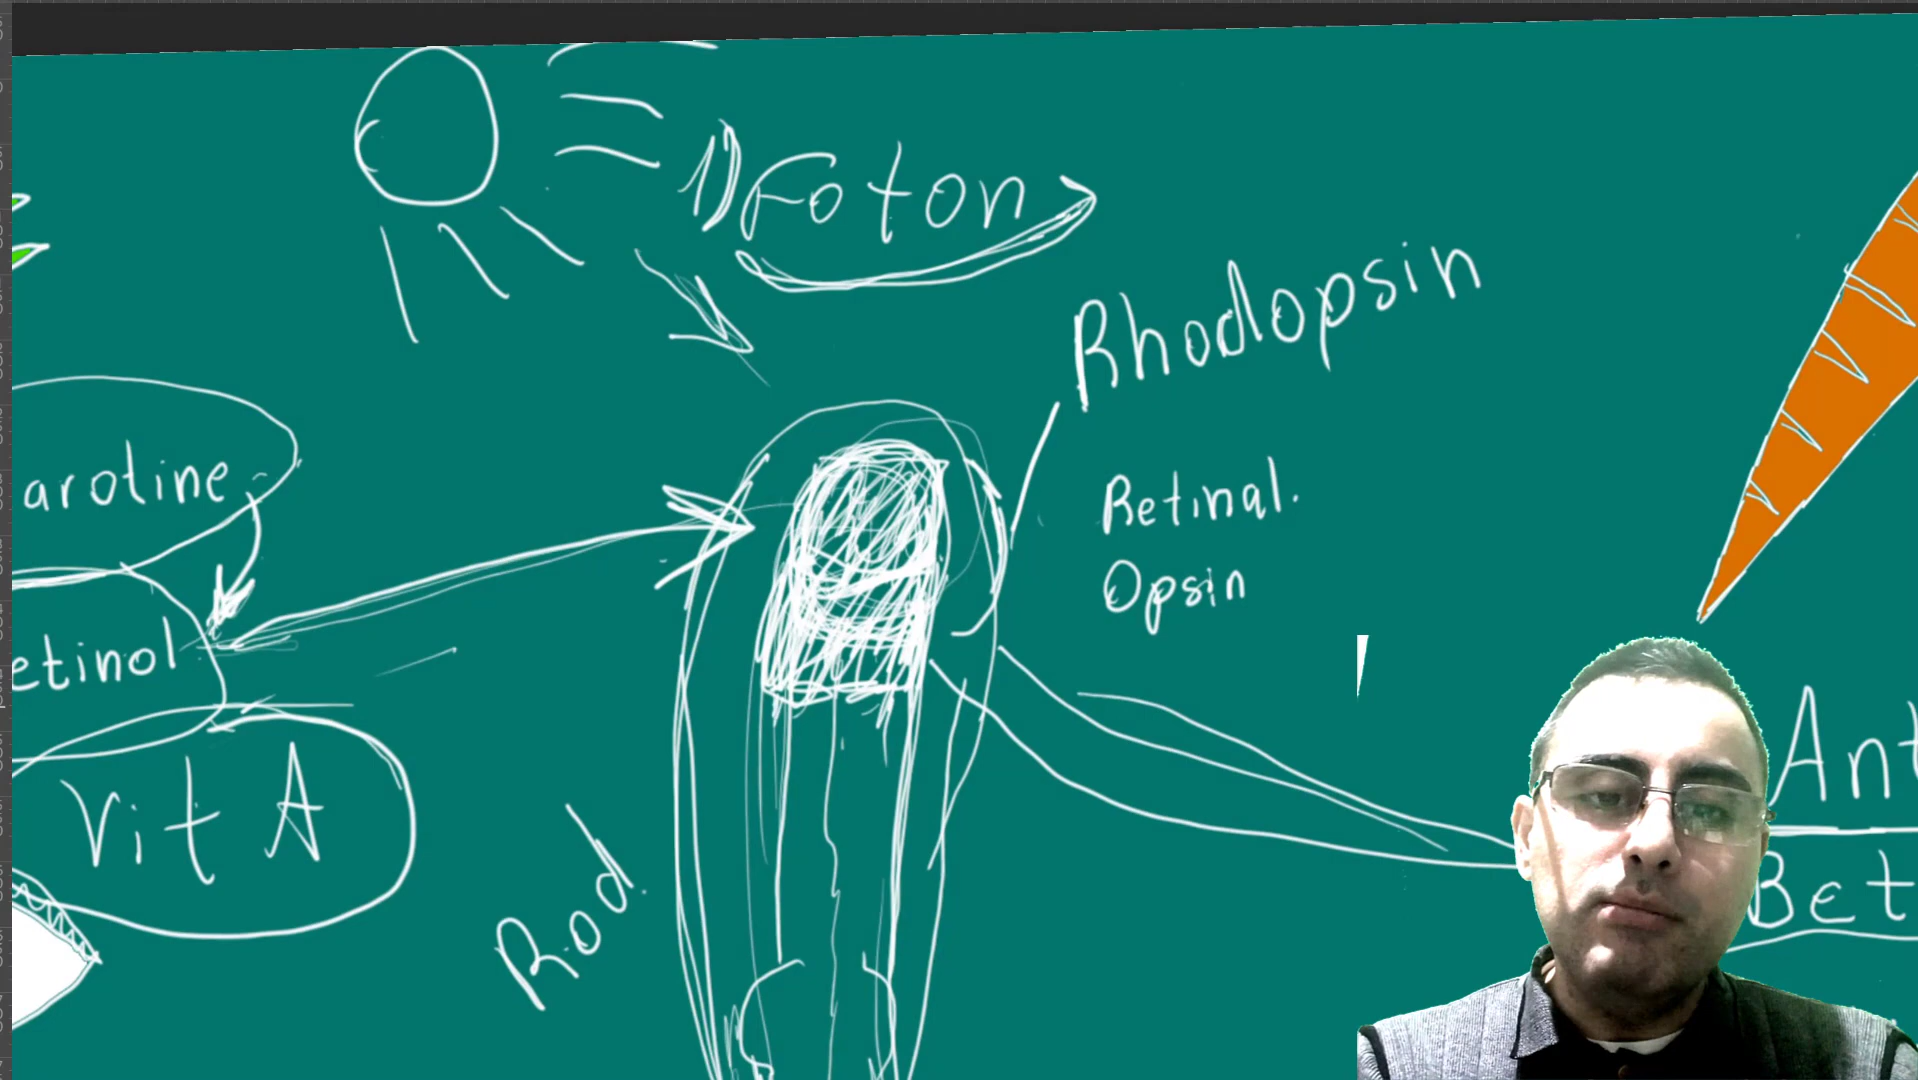 1) Foton
Rhodopsin
arotine
Retinal.
Opsin
etinol
Vit A
Rod.
Ant
Bet